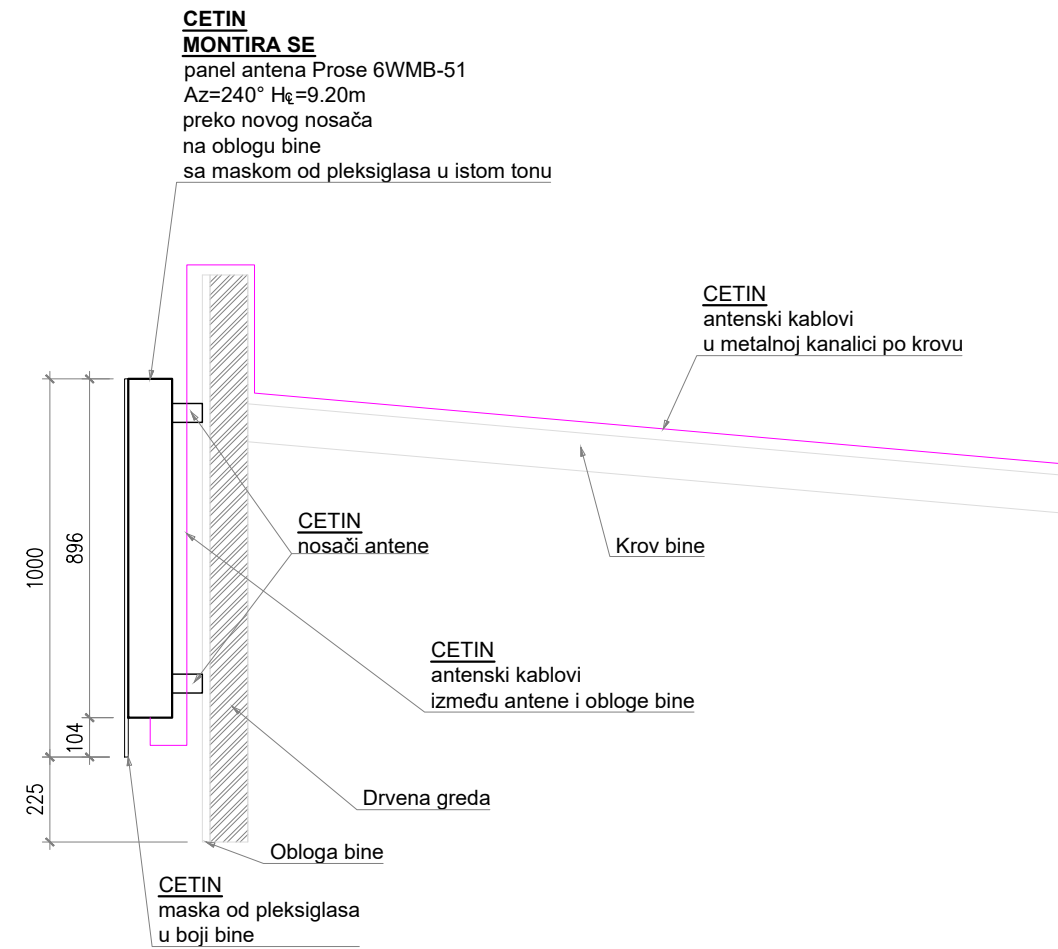 CETIN
MONTIRA SE
panel antena Prose 6WMB-51
Az=240° H℄=9.20m
preko novog nosača
na oblogu bine
sa maskom od pleksiglasa u istom tonu
CETIN
antenski kablovi
u metalnoj kanalici po krovu
CETIN
nosači antene
Krov bine
CETIN
antenski kablovi
između antene i obloge bine
Drvena greda
Obloga bine
CETIN
maska od pleksiglasa
u boji bine
1000
896
104
225